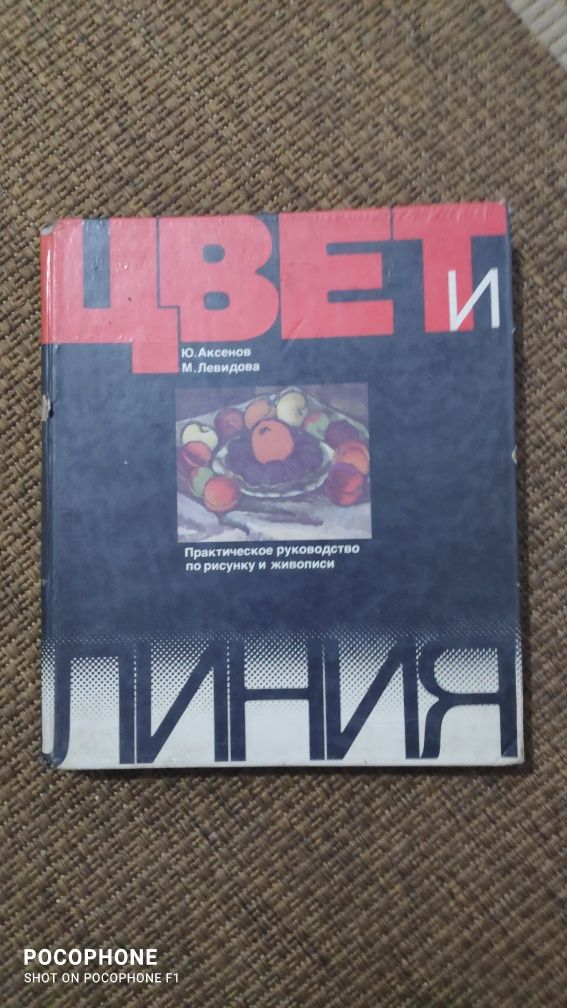 ЦВЕТ
и
Ю. Аксенов
М. Левидова
Практическое руководство
по рисунку и живописи
ЛИНИЯ
POCOPHONE
SHOT ON POCOPHONE F1